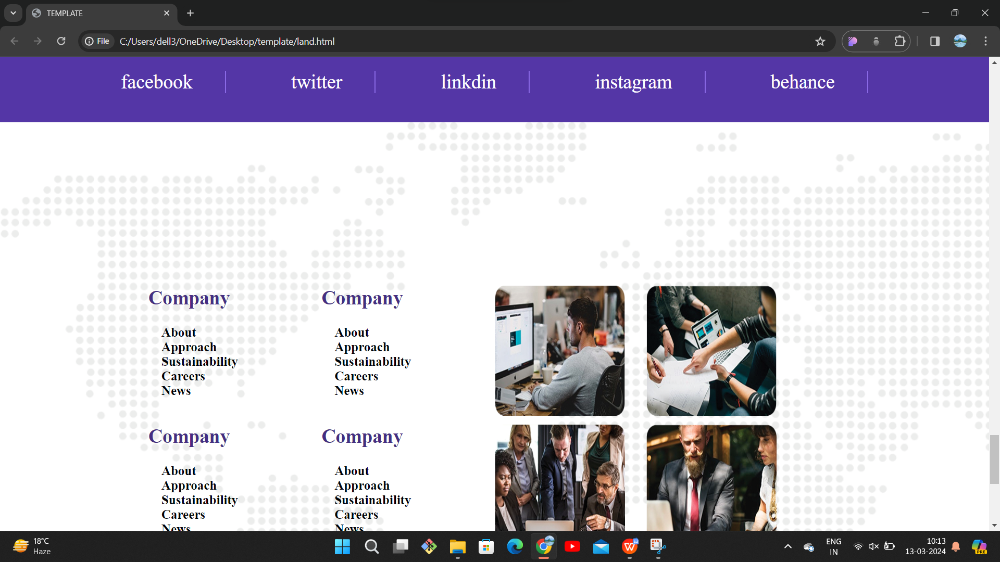 TEMPLATE
File
C:/Users/dell3/OneDrive/Desktop/template/land.html
facebook
twitter
linkdin
instagram
behance
Company
Company
About
About
Approach
Approach
Sustainability
Sustainability
Careers
Careers
News
News
Company
Company
About
About
Approach
Approach
Sustainability
Sustainability
Careers
Careers
News
News
18°C
Haze
ENG
IN
10:13
13-03-2024
PRE